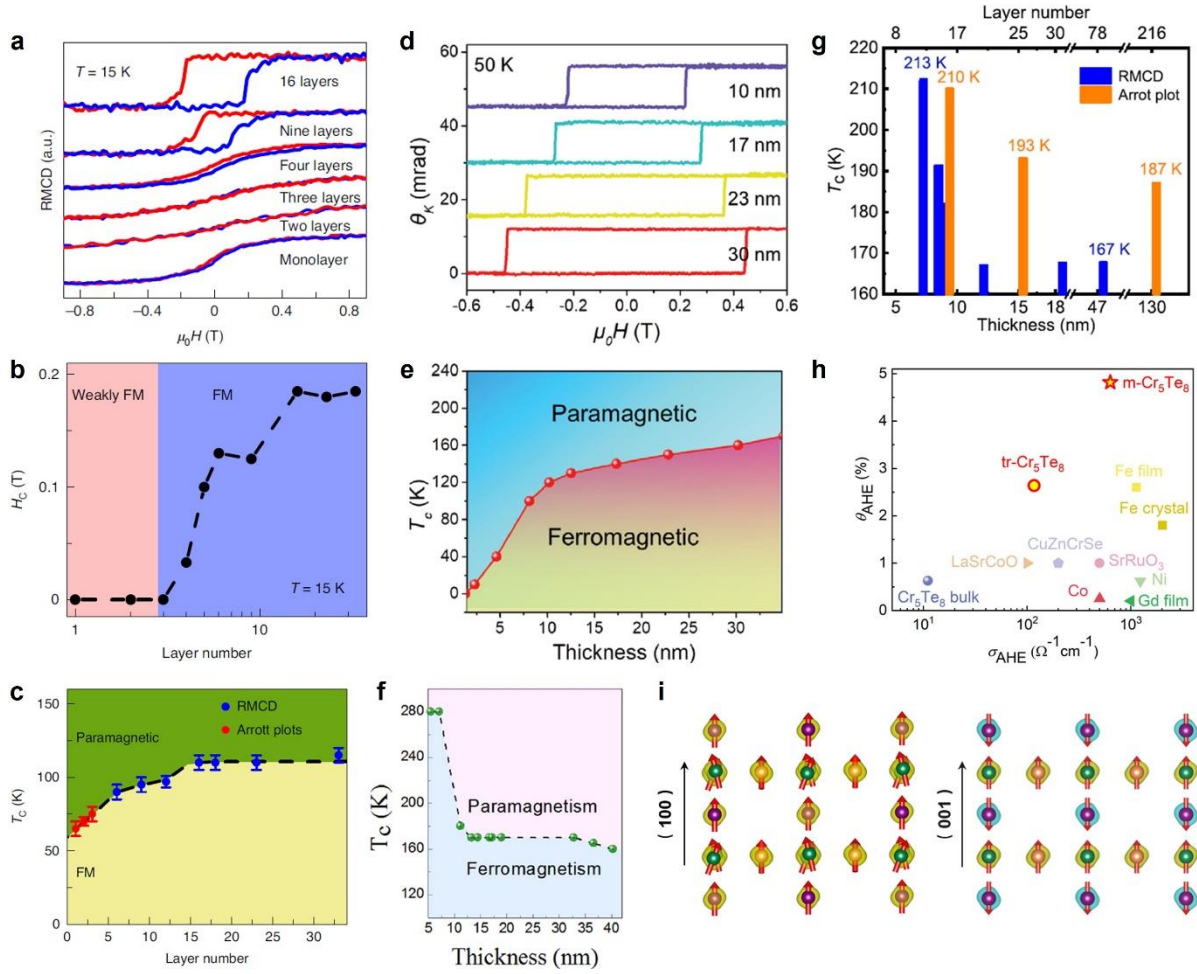 a
T = 15 K
16 layers
Nine layers
Four layers
Three layers
Two layers
Monolayer
RMCD (a.u.)
−0.8 −0.4 0 0.4 0.8
μ₀H (T)
b
Weakly FM
FM
0.2
0.1
0
H_C (T)
T = 15 K
1 10
Layer number
c
150
100
50
0
T_C (K)
RMCD
Arrott plots
Paramagnetic
FM
0 5 10 15 20 25 30
Layer number
d
50 K
10 nm
17 nm
23 nm
30 nm
60
40
20
0
θ_K (mrad)
-0.6 -0.4 -0.2 0.0 0.2 0.4 0.6
μ₀H (T)
e
240
200
160
120
80
40
0
T_c (K)
Paramagnetic
Ferromagnetic
5 10 15 20 25 30
Thickness (nm)
f
280
240
200
160
120
T_C (K)
Paramagnetism
Ferromagnetism
5 10 15 20 25 30 35 40
Thickness (nm)
g
Layer number
8 17 25 30 78 216
220
210
200
190
180
170
160
T_C (K)
213 K
210 K
193 K
167 K
187 K
RMCD
Arrot plot
5 10 15 18 47 130
Thickness (nm)
h
5
4
3
2
1
0
θ_AHE (%)
m-Cr₅Te₈
tr-Cr₅Te₈
Fe film
Fe crystal
CuZnCrSe
LaSrCoO
SrRuO₃
Cr₅Te₈ bulk
Co
Ni
Gd film
10¹ 10² 10³
σ_AHE (Ω⁻¹cm⁻¹)
i
(100)
(001)